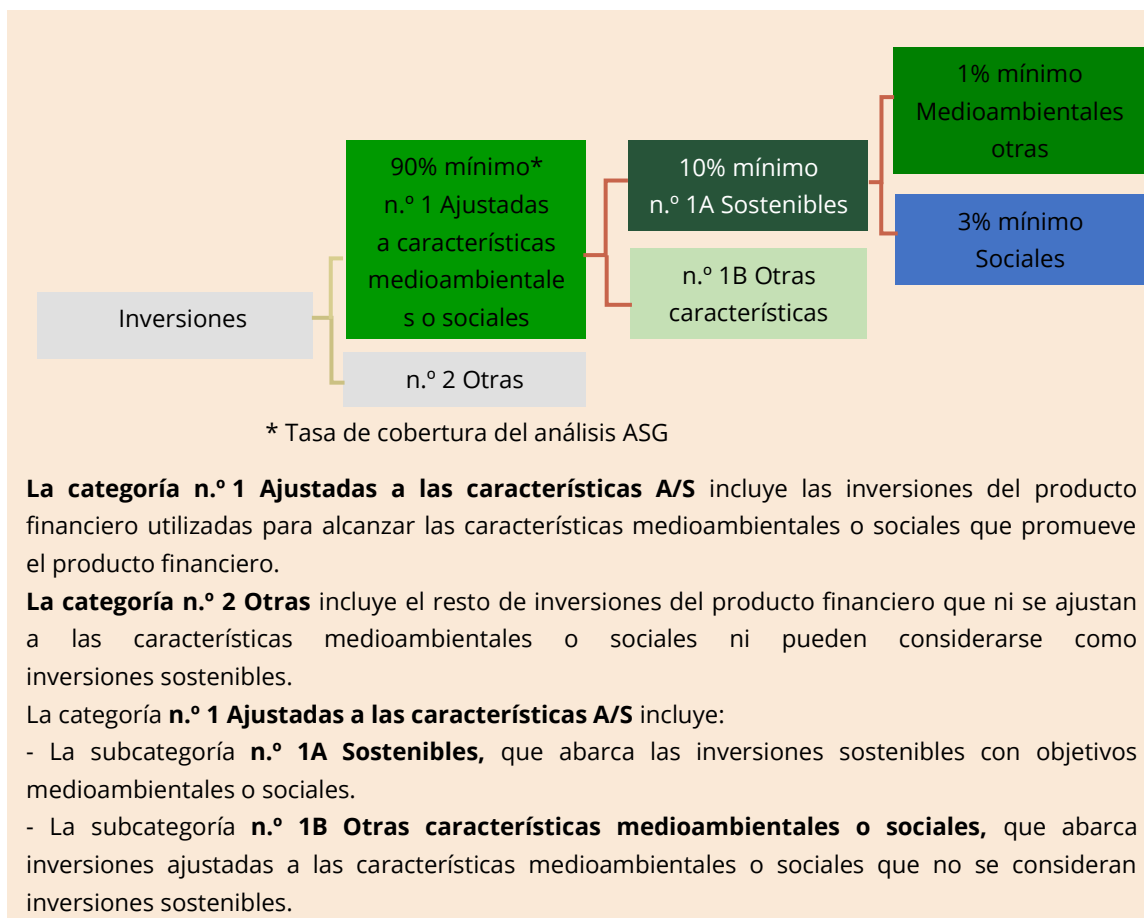 1% mínimo
Medioambientales
otras
90% mínimo*
n.º 1 Ajustadas
a características
medioambientale
s o sociales
10% mínimo
n.º 1A Sostenibles
3% mínimo
Sociales
n.º 1B Otras
características
Inversiones
n.º 2 Otras
* Tasa de cobertura del análisis ASG
La categoría n.º 1 Ajustadas a las características A/S incluye las inversiones del producto
financiero utilizadas para alcanzar las características medioambientales o sociales que promueve
el producto financiero.
La categoría n.º 2 Otras incluye el resto de inversiones del producto financiero que ni se ajustan
a las características medioambientales o sociales ni pueden considerarse como
inversiones sostenibles.
La categoría n.º 1 Ajustadas a las características A/S incluye:
- La subcategoría n.º 1A Sostenibles, que abarca las inversiones sostenibles con objetivos
medioambientales o sociales.
- La subcategoría n.º 1B Otras características medioambientales o sociales, que abarca
inversiones ajustadas a las características medioambientales o sociales que no se consideran
inversiones sostenibles.